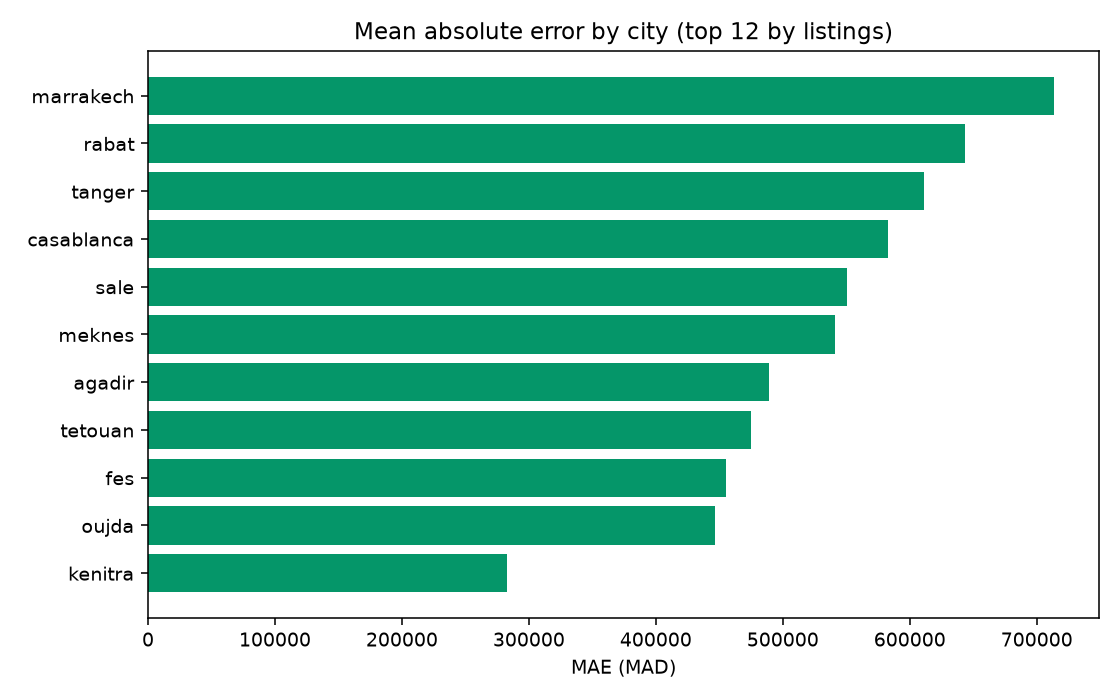 Mean absolute error by city (top 12 by listings)
marrakech
rabat
tanger
casablanca
sale
meknes
agadir
tetouan
fes
oujda
kenitra
0 100000 200000 300000 400000 500000 600000 700000
MAE (MAD)